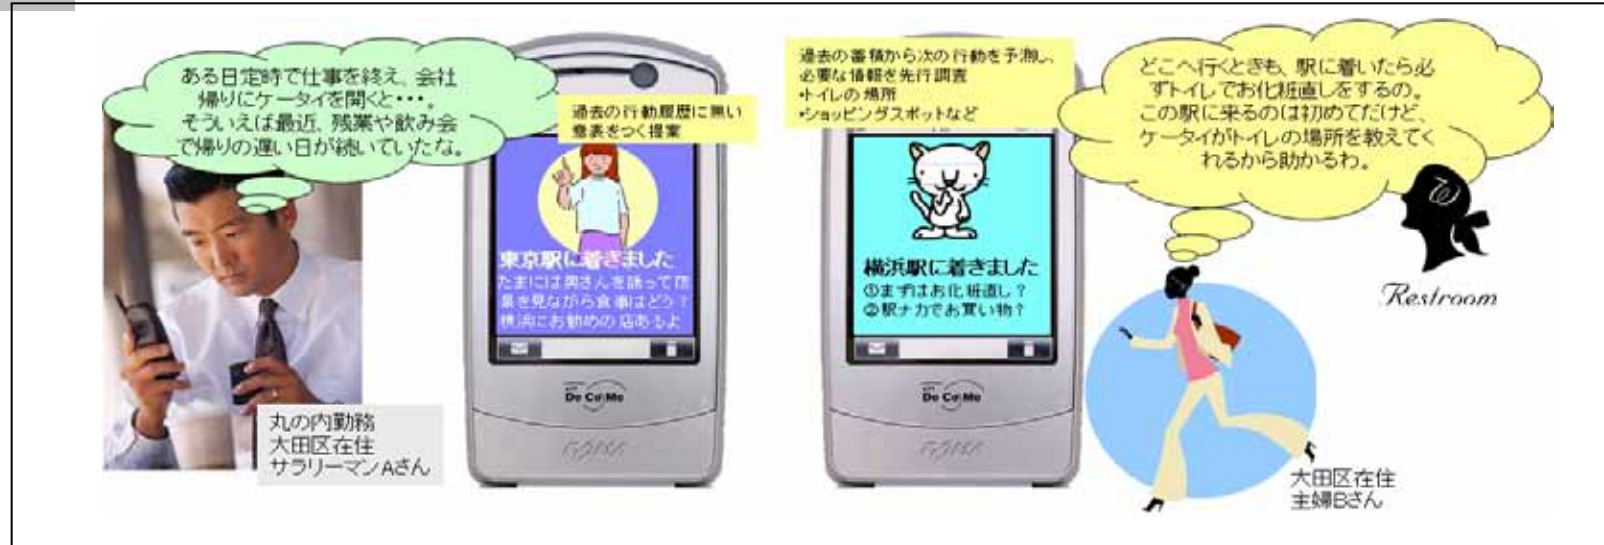 ある日定時で仕事を終え、会社
帰りにケータイを開くと・・・。
そういえば最近、残業や飲み会
で帰りの遅い日が続いていたな。
過去の行動履歴に無い
意表をつく提案
東京駅に着きました
たまには奥さんを誘って夜
景を見ながら食事はどう？
横浜にお勧めの店あるよ
DoCoMo
FOMA
丸の内勤務
大田区在住
サラリーマンAさん
過去の蓄積から次の行動を予測し、
必要な情報を先行調査
・トイレの場所
・ショッピングスポットなど
横浜駅に着きました
①まずはお化粧直し？
②駅ナカでお買い物？
DoCoMo
FOMA
どこへ行くときも、駅に着いたら必
ずトイレでお化粧直しをするの。
この駅に来るのは初めてだけど、
ケータイがトイレの場所を教えてく
れるから助かるわ。
Restroom
大田区在住
主婦Bさん